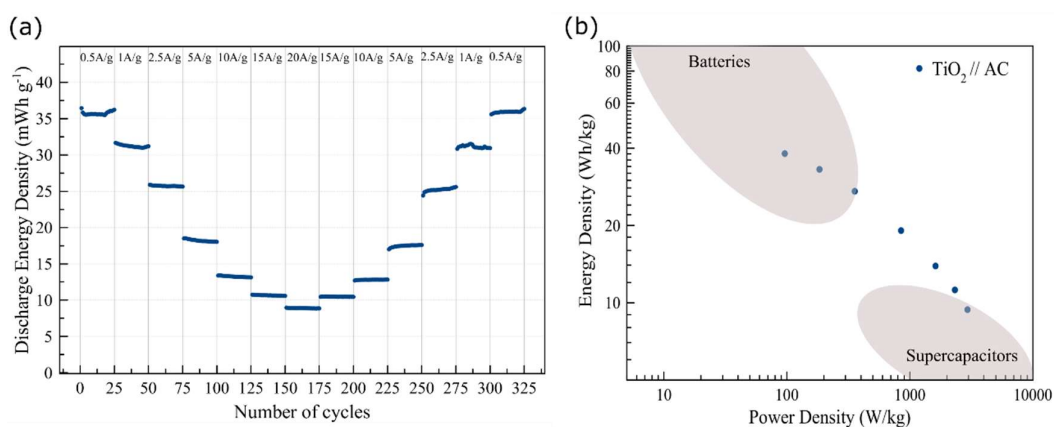 (a)
0.5A/g 1A/g 2.5A/g 5A/g 10A/g 15A/g 20A/g 15A/g 10A/g 5A/g 2.5A/g 1A/g 0.5A/g
40
35
30
25
20
15
10
5
0
Discharge Energy Density (mWh g⁻¹)
0 25 50 75 100 125 150 175 200 225 250 275 300 325
Number of cycles
(b)
100
80
60
40
20
10
Energy Density (Wh/kg)
Batteries
TiO₂ // AC
Supercapacitors
10 100 1000 10000
Power Density (W/kg)